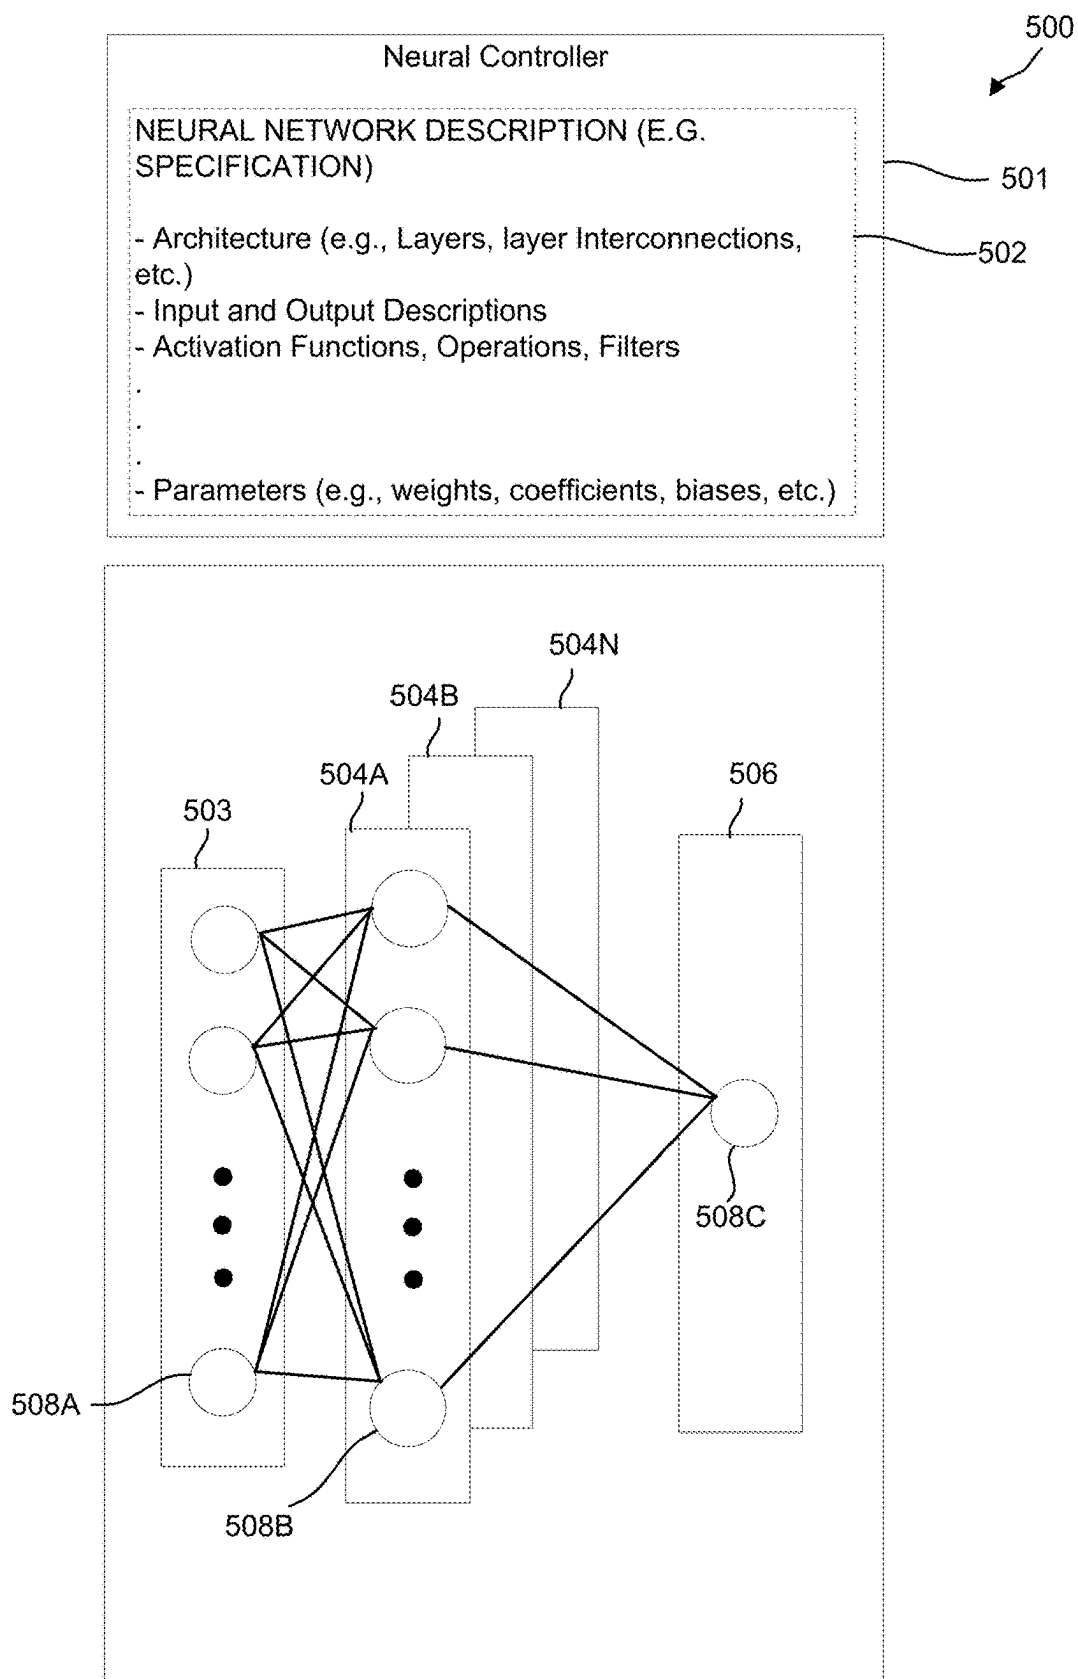 500
Neural Controller
NEURAL NETWORK DESCRIPTION (E.G.
SPECIFICATION)
501
- Architecture (e.g., Layers, layer Interconnections,
502
etc.)
- Input and Output Descriptions
- Activation Functions, Operations, Filters
.
.
.
- Parameters (e.g., weights, coefficients, biases, etc.)
504N
504B
504A
506
503
508C
508A
508B